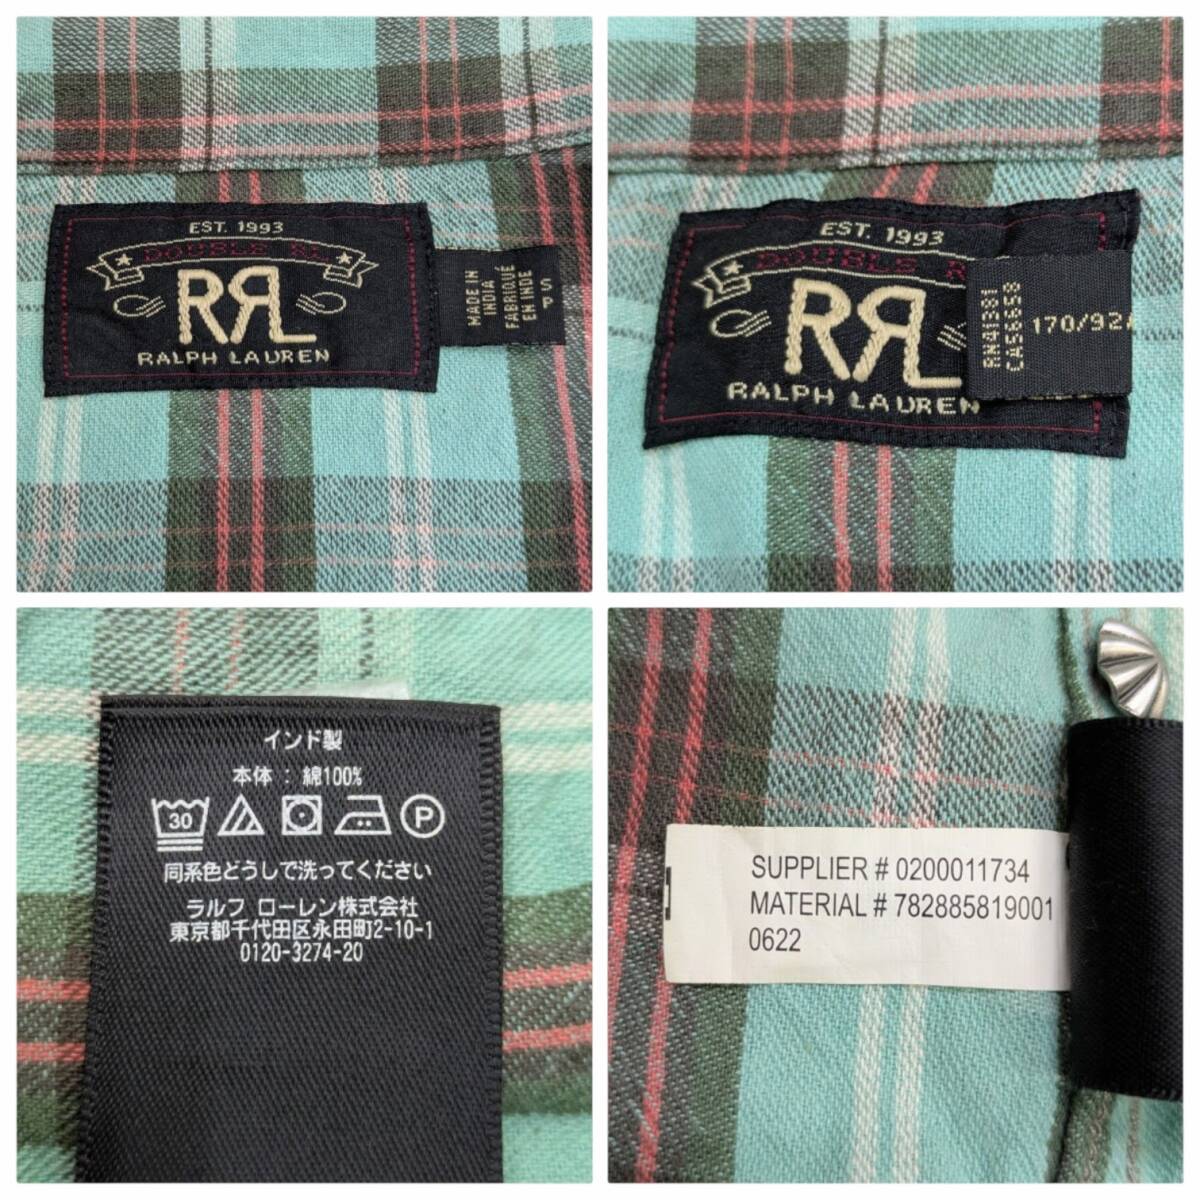 EST. 1993
DOUBLE RL
RRL
RALPH LAUREN
MADE IN
INDIA
FABRIQUÉ
EN INDE
S
P
EST. 1993
DOUBLE R
RRL
RALPH LAUREN
RN41381
CA56658
170/92A
インド製
本体 : 綿100%
30
P
同系色どうしで洗ってください
ラルフ ローレン株式会社
東京都千代田区永田町2-10-1
0120-3274-20
SUPPLIER # 0200011734
MATERIAL # 782885819001
0622